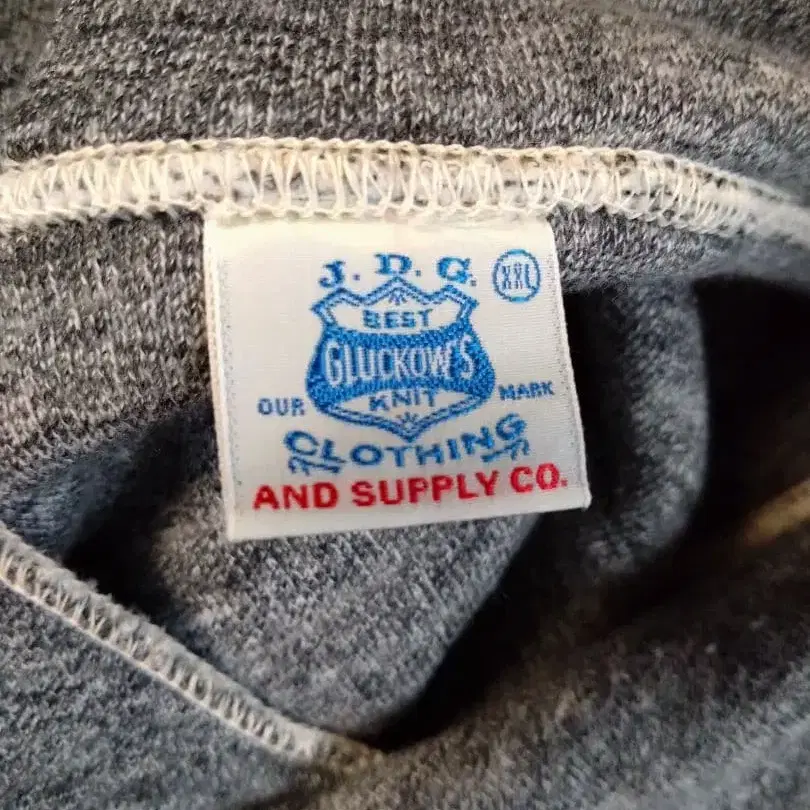 J. D. G. XXL
BEST
GLUCKOW'S
OUR KNIT MARK
CLOTHING
AND SUPPLY CO.